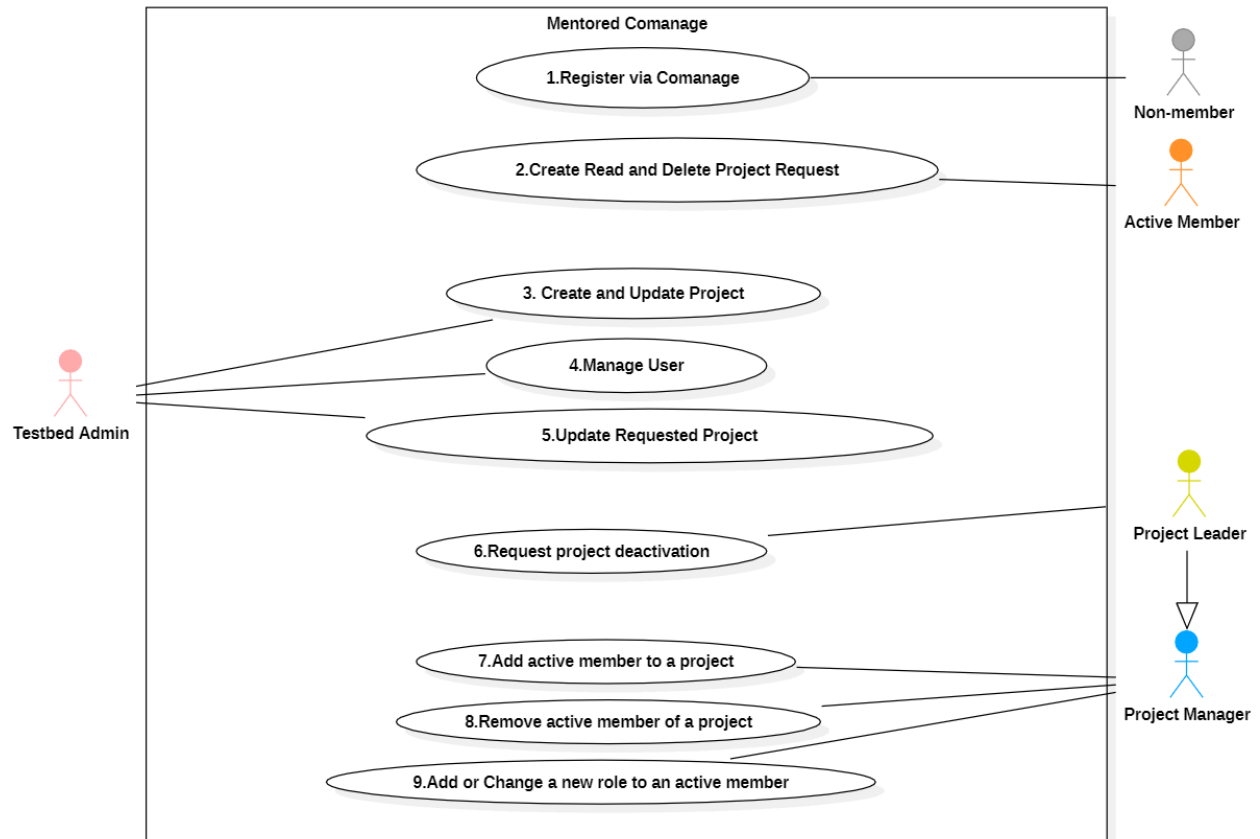 Mentored Comanage
1.Register via Comanage
Non-member
2.Create Read and Delete Project Request
Active Member
3. Create and Update Project
4.Manage User
Testbed Admin
5.Update Requested Project
Project Leader
6.Request project deactivation
7.Add active member to a project
Project Manager
8.Remove active member of a project
9.Add or Change a new role to an active member